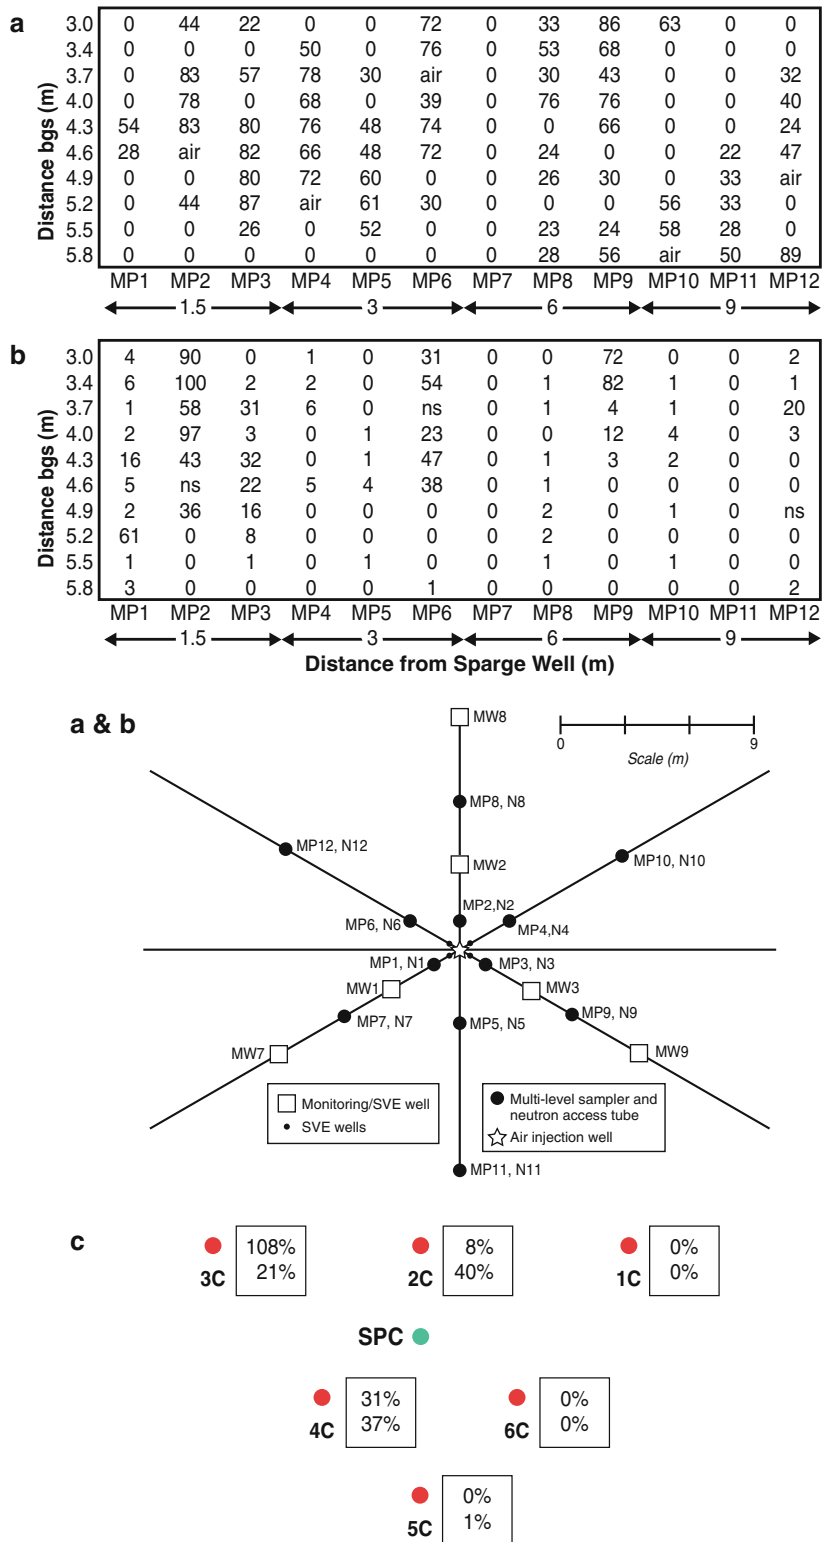 a
3.0 0 44 22 0 0 72 0 33 86 63 0 0
3.4 0 0 0 50 0 76 0 53 68 0 0 0
3.7 0 83 57 78 30 air 0 30 43 0 0 32
4.0 0 78 0 68 0 39 0 76 76 0 0 40
4.3 54 83 80 76 48 74 0 0 66 0 0 24
4.6 28 air 82 66 48 72 0 24 0 0 22 47
4.9 0 0 80 72 60 0 0 26 30 0 33 air
5.2 0 44 87 air 61 30 0 0 0 56 33 0
5.5 0 0 26 0 52 0 0 23 24 58 28 0
5.8 0 0 0 0 0 0 0 28 56 air 50 89
Distance bgs (m)
MP1 MP2 MP3 MP4 MP5 MP6 MP7 MP8 MP9 MP10 MP11 MP12
1.5 3 6 9
b
3.0 4 90 0 1 0 31 0 0 72 0 0 2
3.4 6 100 2 2 0 54 0 1 82 1 0 1
3.7 1 58 31 6 0 ns 0 1 4 1 0 20
4.0 2 97 3 0 1 23 0 0 12 4 0 3
4.3 16 43 32 0 1 47 0 1 3 2 0 0
4.6 5 ns 22 5 4 38 0 1 0 0 0 0
4.9 2 36 16 0 0 0 0 2 0 1 0 ns
5.2 61 0 8 0 0 0 0 2 0 0 0 0
5.5 1 0 1 0 1 0 0 1 0 1 0 0
5.8 3 0 0 0 0 1 0 0 0 0 0 2
Distance bgs (m)
MP1 MP2 MP3 MP4 MP5 MP6 MP7 MP8 MP9 MP10 MP11 MP12
1.5 3 6 9
Distance from Sparge Well (m)
a & b
MW8
0 9
Scale (m)
MP8, N8
MP12, N12
MP10, N10
MW2
MP2,N2
MP6, N6
MP4,N4
MP1, N1
MP3, N3
MW1
MW3
MP7, N7
MP5, N5
MP9, N9
MW7
MW9
Monitoring/SVE well
SVE wells
Multi-level sampler and
neutron access tube
Air injection well
MP11, N11
c
3C
108%
21%
2C
8%
40%
1C
0%
0%
SPC
4C
31%
37%
6C
0%
0%
5C
0%
1%